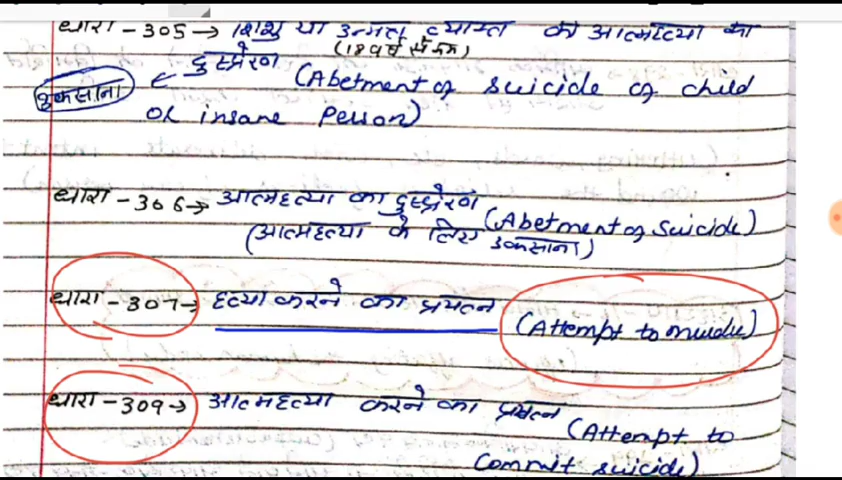 धारा - 305 → शिशु या उन्मत्त व्यक्ति की आत्महत्या का
(18 वर्ष से कम)
दुष्प्रेरण (Abetment of Suicide of child
उकसाना
or insane Person)
धारा - 306 → आत्महत्या का दुष्प्रेरण (Abetment of Suicide)
(आत्महत्या के लिए उकसाना)
धारा - 307 → हत्या करने का प्रयत्न
(Attempt to murder)
धारा - 309 → आत्महत्या करने का प्रयत्न
(Attempt to
Commit suicide)